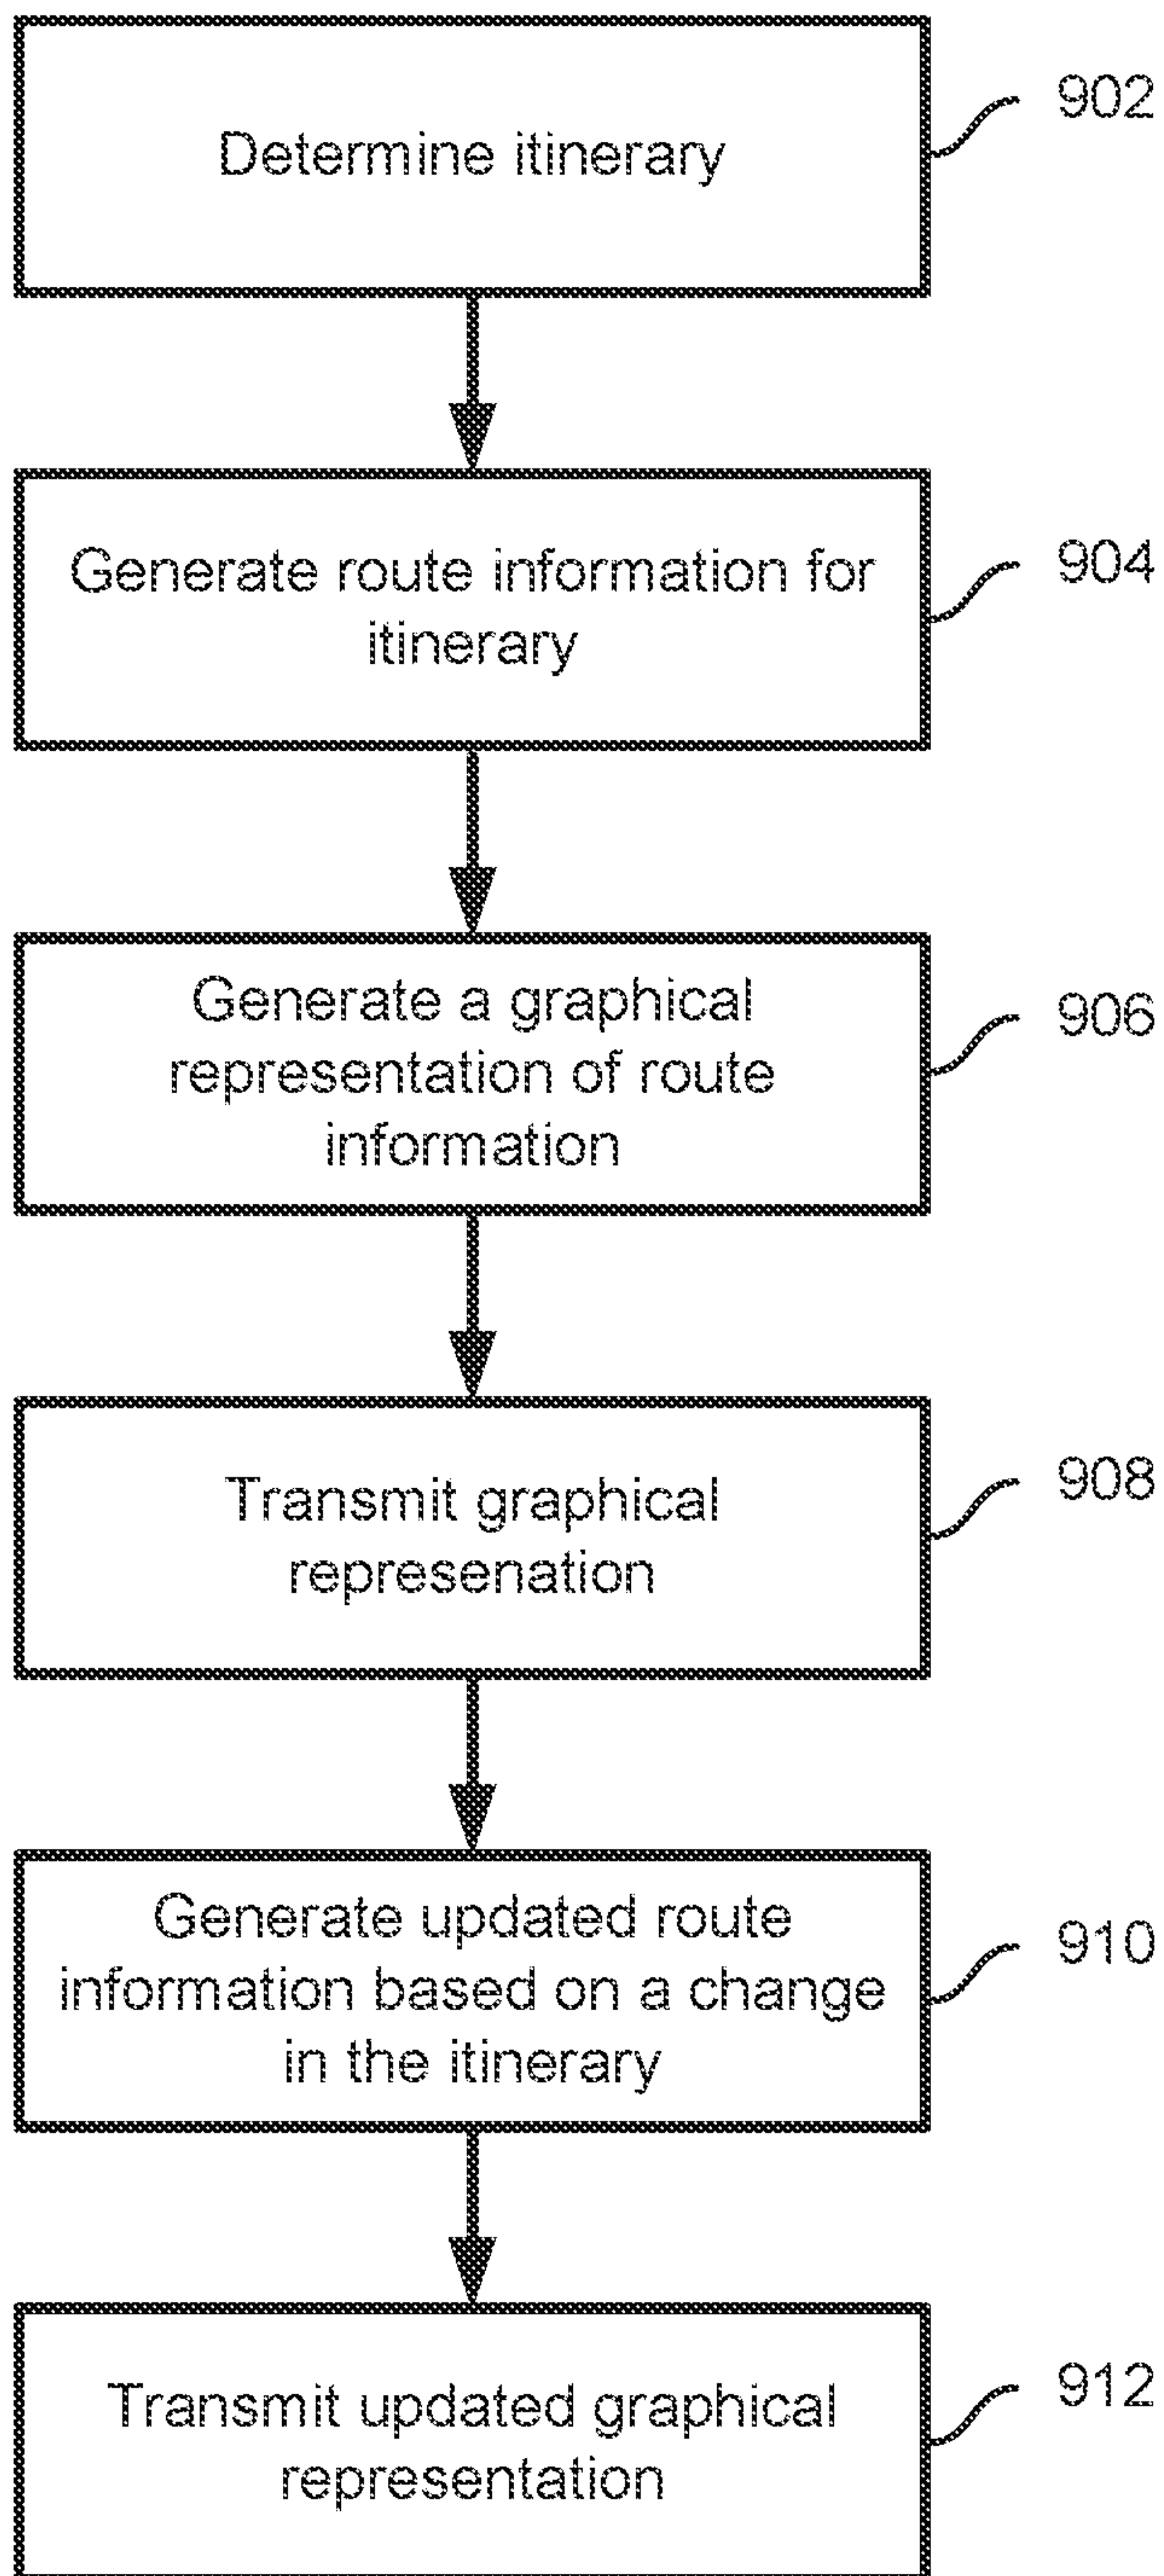 Determine itinerary
902
Generate route information for
itinerary
904
Generate a graphical
representation of route
information
906
Transmit graphical
represenation
908
Generate updated route
information based on a change
in the itinerary
910
Transmit updated graphical
representation
912